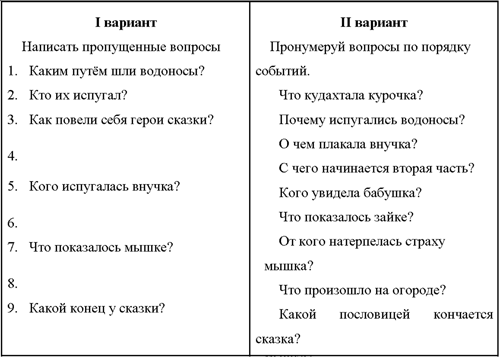 I вариант
Написать пропущенные вопросы
1. Каким путём шли водоносы?
2. Кто их испугал?
3. Как повели себя герои сказки?
4.
5. Кого испугалась внучка?
6.
7. Что показалось мышке?
8.
9. Какой конец у сказки?
II вариант
Пронумеруй вопросы по порядку
событий.
Что кудахтала курочка?
Почему испугались водоносы?
О чем плакала внучка?
С чего начинается вторая часть?
Кого увидела бабушка?
Что показалось зайке?
От кого натерпелась страху
мышка?
Что произошло на огороде?
Какой пословицей кончается
сказка?